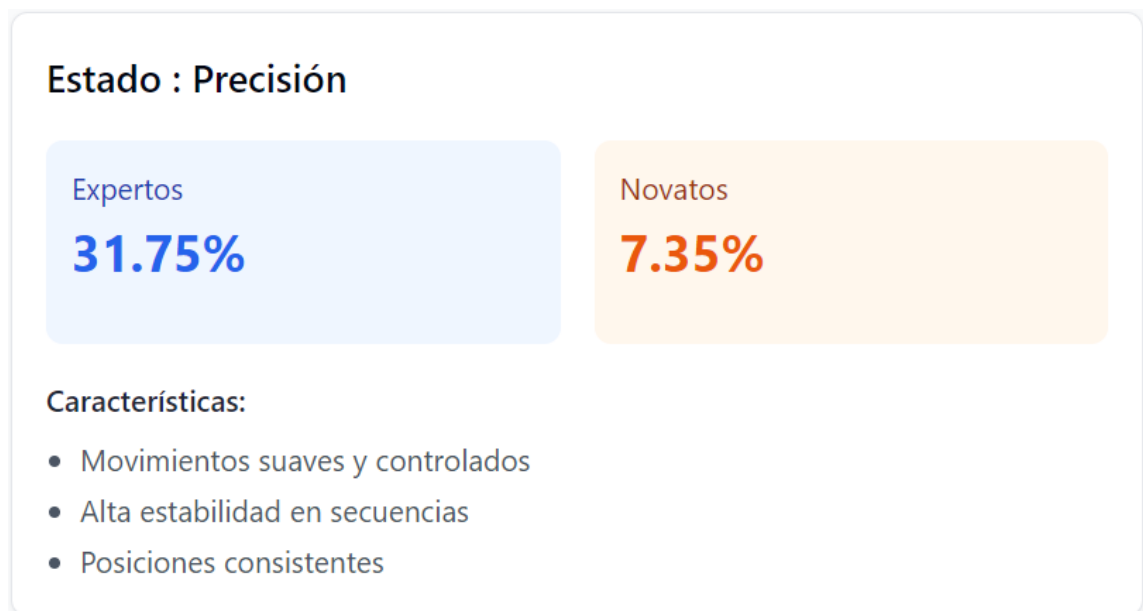 Estado : Precisión
Expertos
31.75%
Novatos
7.35%
Características:
• Movimientos suaves y controlados
• Alta estabilidad en secuencias
• Posiciones consistentes